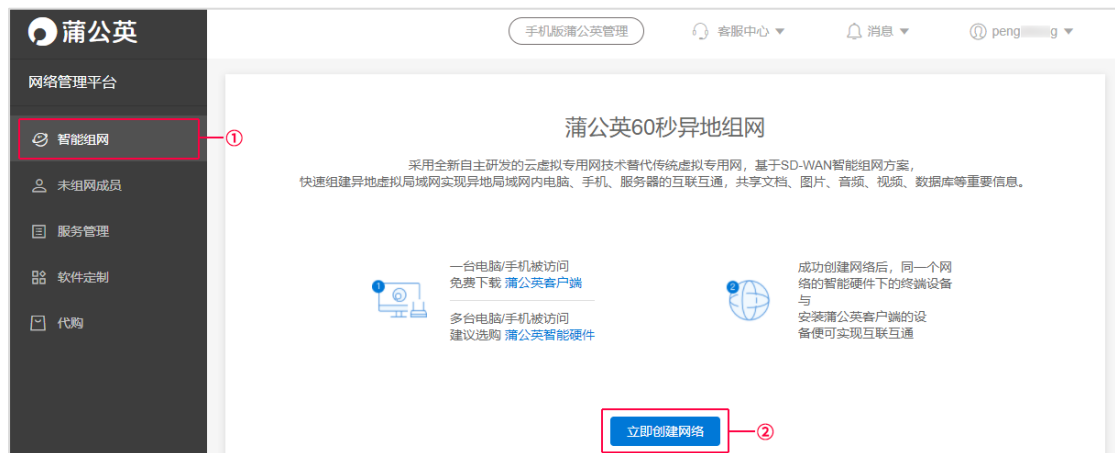 蒲公英
手机版蒲公英管理
客服中心
消息
peng
g
网络管理平台
智能组网
①
未组网成员
服务管理
软件定制
代购
蒲公英60秒异地组网
采用全新自主研发的云虚拟专用网技术替代传统虚拟专用网，基于SD-WAN智能组网方案，
快速组建异地虚拟局域网实现异地局域网内电脑、手机、服务器的互联互通，共享文档、图片、音频、视频、数据库等重要信息。
1
一台电脑/手机被访问
免费下载 蒲公英客户端
多台电脑/手机被访问
建议选购 蒲公英智能硬件
2
成功创建网络后，同一个网
络的智能硬件下的终端设备
与
安装蒲公英客户端的设
备便可实现互联互通
立即创建网络
②